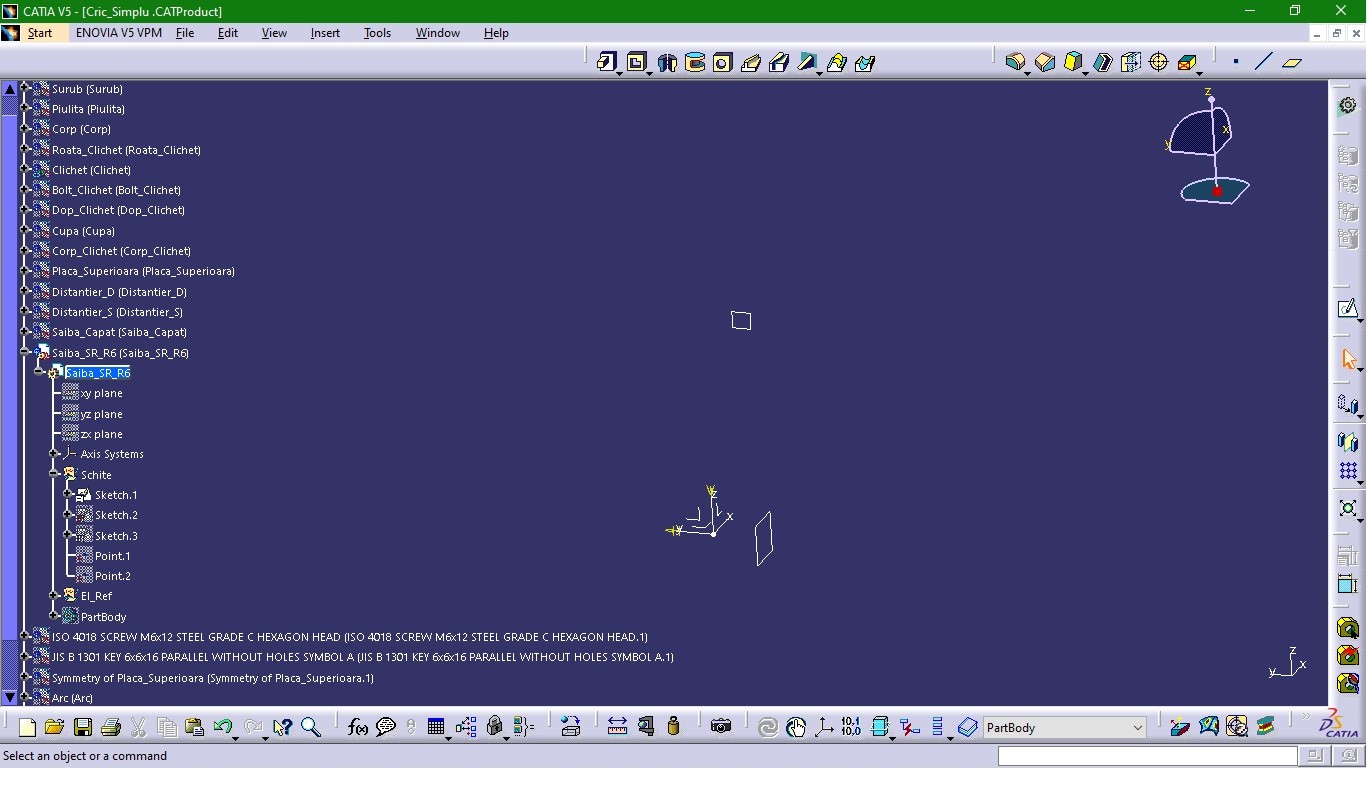 CATIA V5 - [Cric_Simplu .CATProduct]
Start ENOVIA V5 VPM File Edit View Insert Tools Window Help
Surub (Surub)
Piulita (Piulita)
Corp (Corp)
Roata_Clichet (Roata_Clichet)
Clichet (Clichet)
Bolt_Clichet (Bolt_Clichet)
Dop_Clichet (Dop_Clichet)
Cupa (Cupa)
Corp_Clichet (Corp_Clichet)
Placa_Superioara (Placa_Superioara)
Distantier_D (Distantier_D)
Distantier_S (Distantier_S)
Saiba_Capat (Saiba_Capat)
Saiba_SR_R6 (Saiba_SR_R6)
Saiba_SR_R6
xy plane
yz plane
zx plane
Axis Systems
Schite
Sketch.1
Sketch.2
Sketch.3
Point.1
Point.2
El_Ref
PartBody
ISO 4018 SCREW M6x12 STEEL GRADE C HEXAGON HEAD (ISO 4018 SCREW M6x12 STEEL GRADE C HEXAGON HEAD.1)
JIS B 1301 KEY 6x6x16 PARALLEL WITHOUT HOLES SYMBOL A (JIS B 1301 KEY 6x6x16 PARALLEL WITHOUT HOLES SYMBOL A.1)
Symmetry of Placa_Superioara (Symmetry of Placa_Superioara.1)
Arc (Arc)
z
x
y
z
x
y
z
x
y
f(x)
10.1
10.0
PartBody
CATIA
Select an object or a command